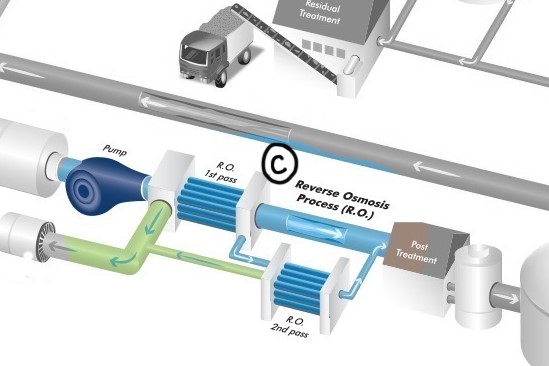 Residual
Treatment
Pump
R.O.
1st pass
©
Reverse Osmosis
Process (R.O.)
Post
Treatment
R.O.
2nd pass